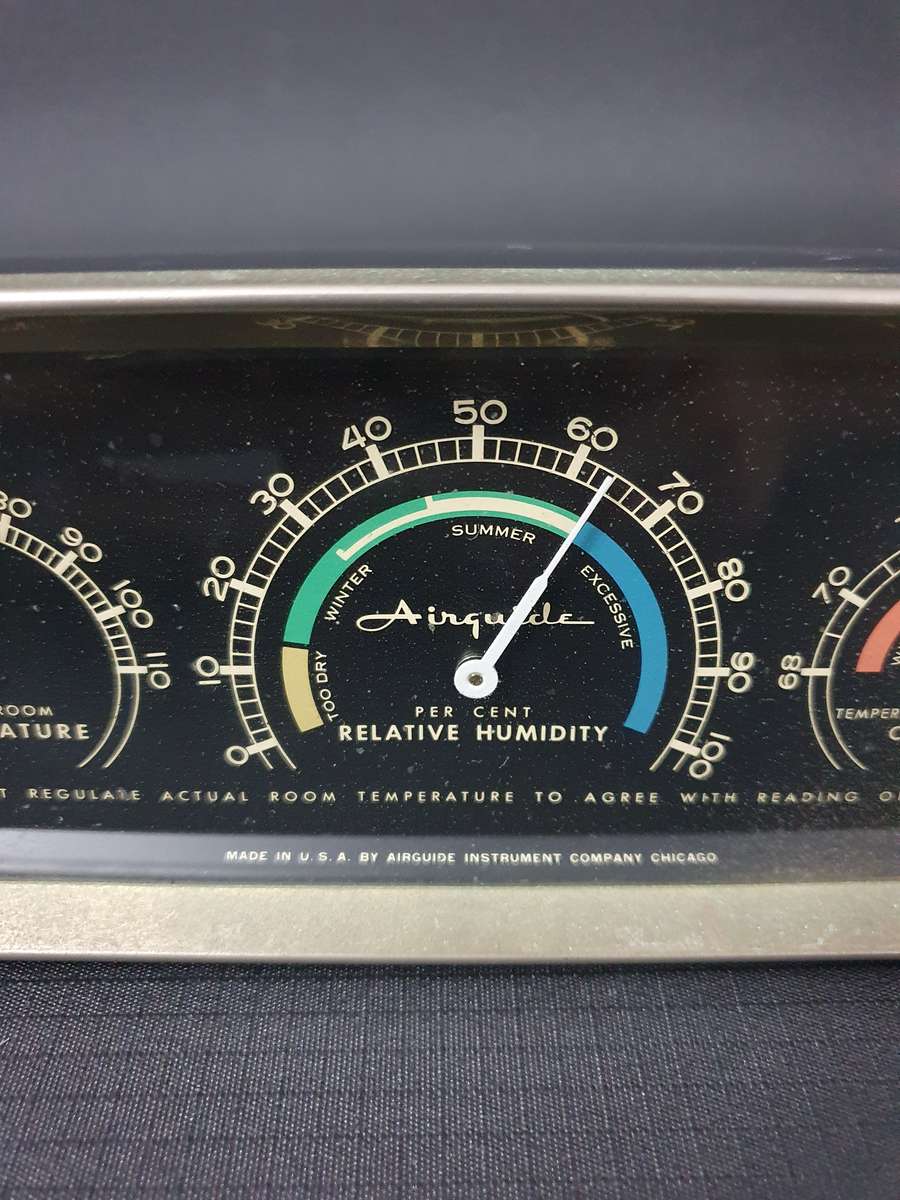 80 90 100 110
ROOM
ATURE
0 10 20 30 40 50 60 70 80 90 100
TOO DRY WINTER SUMMER EXCESSIVE
Airguide
PER CENT
RELATIVE HUMIDITY
68 70
TEMPER
REGULATE ACTUAL ROOM TEMPERATURE TO AGREE WITH READING
MADE IN U.S.A. BY AIRGUIDE INSTRUMENT COMPANY CHICAGO